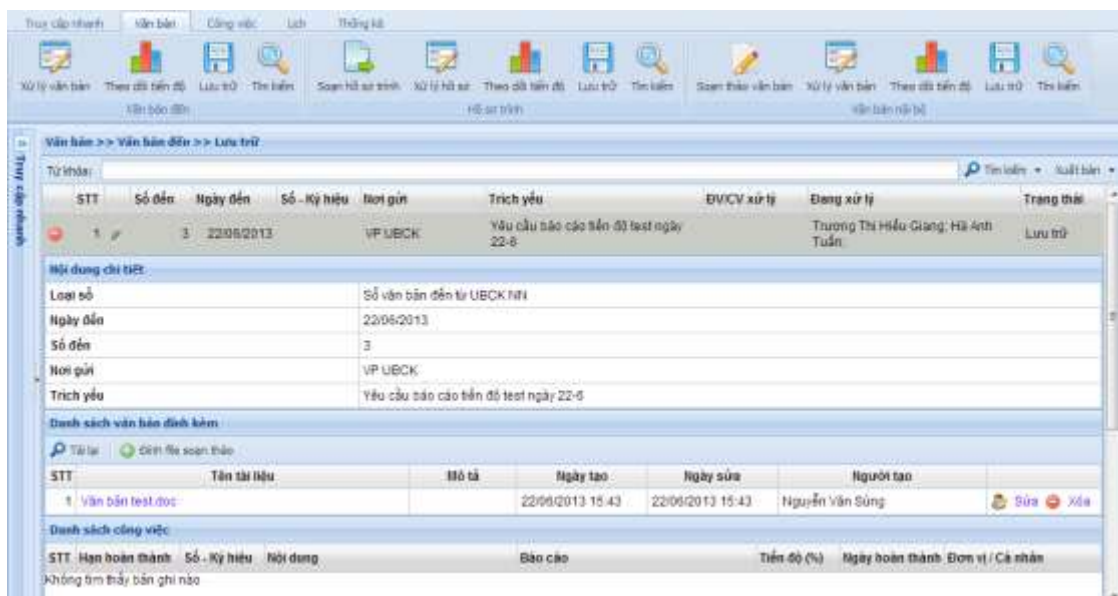 Truy cập nhanh Văn bản Công việc Lịch Thống kê
Xử lý văn bản Theo dõi tiến độ Lưu trữ Tìm kiếm Soạn hồ sơ trình Xử lý hồ sơ Theo dõi tiến độ Lưu trữ Tìm kiếm Soạn thảo văn bản Xử lý văn bản Theo dõi tiến độ Lưu trữ Tìm kiếm
Văn bản đến Hồ sơ trình Văn bản nội bộ
Truy cập nhanh
Văn bản >> Văn bản đến >> Lưu trữ
Từ khóa: Tìm kiếm Xuất bản
STT Số đến Ngày đến Số - Ký hiệu Nơi gửi Trích yếu ĐV/CV xử lý Đang xử lý Trạng thái
1 3 22/06/2013 VP UBCK Yêu cầu báo cáo tiến độ test ngày 22-6 Trương Thị Hiếu Giang; Hà Anh Tuấn; Lưu trữ
Nội dung chi tiết
Loại sổ Sổ văn bản đến từ UBCK NN
Ngày đến 22/06/2013
Số đến 3
Nơi gửi VP UBCK
Trích yếu Yêu cầu báo cáo tiến độ test ngày 22-6
Danh sách văn bản đính kèm
Tải lại Đính file soạn thảo
STT Tên tài liệu Mô tả Ngày tạo Ngày sửa Người tạo
1 Văn bản test.doc 22/06/2013 15:43 22/06/2013 15:43 Nguyễn Văn Sùng Sửa Xóa
Danh sách công việc
STT Hạn hoàn thành Số - Ký hiệu Nội dung Báo cáo Tiến độ (%) Ngày hoàn thành Đơn vị / Cá nhân
Không tìm thấy bản ghi nào